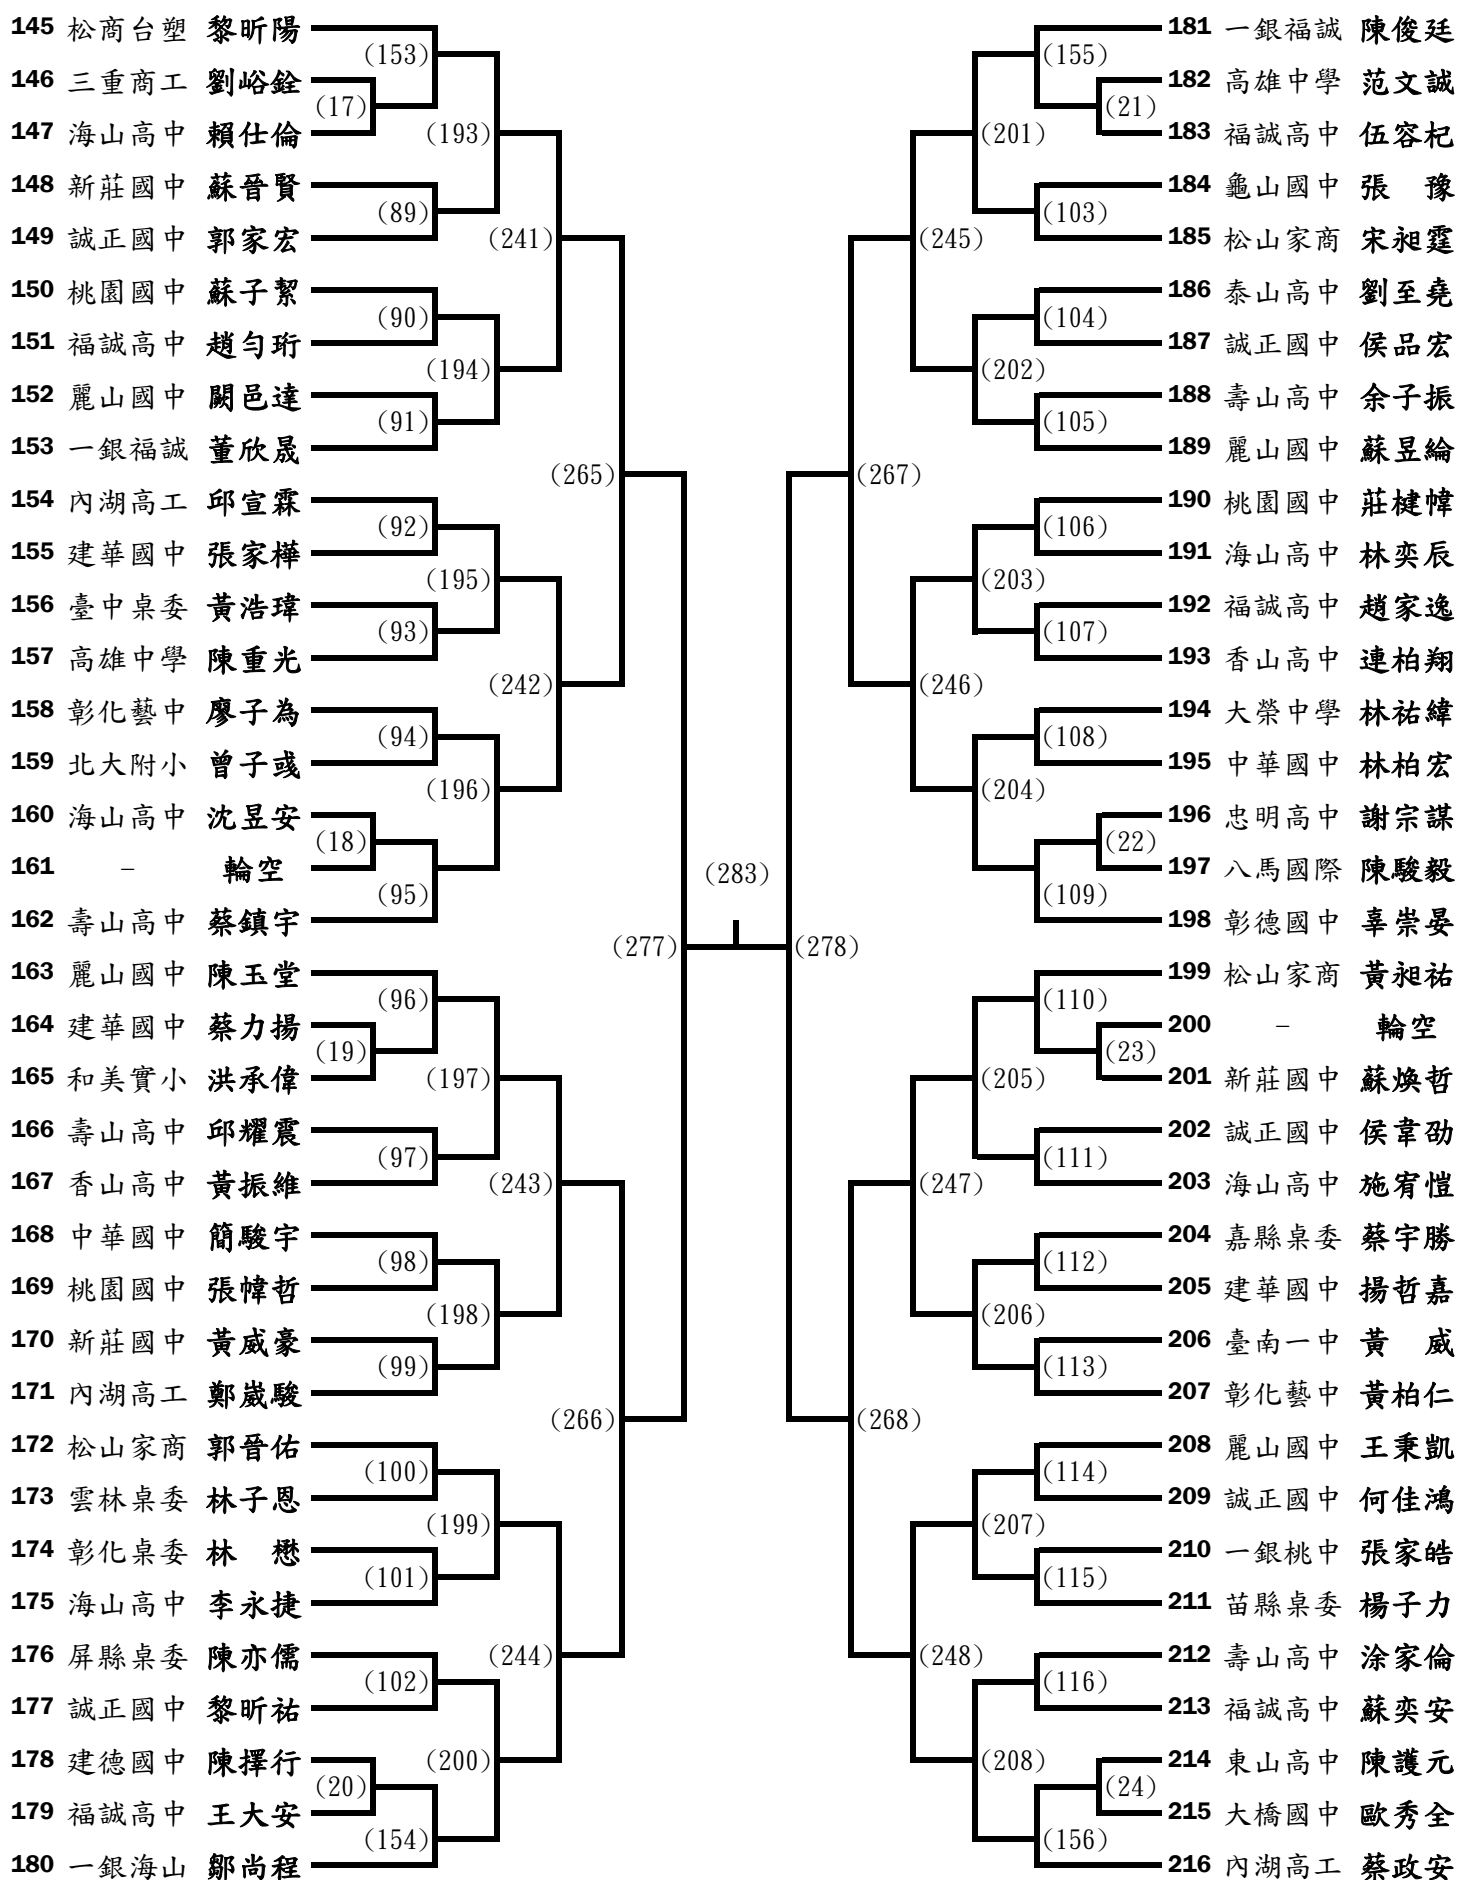 145 松商台塑 黎昕陽
(153)
146 三重商工 劉峪銓
(17)
147 海山高中 賴仕倫
(193)
148 新莊國中 蘇晉賢
(89)
149 誠正國中 郭家宏
(241)
150 桃園國中 蘇子絜
(90)
151 福誠高中 趙勻珩
(194)
152 麗山國中 闕邑達
(91)
153 一銀福誠 董欣晟
(265)
154 內湖高工 邱宣霖
(92)
155 建華國中 張家樺
(195)
156 臺中桌委 黃浩瑋
(93)
157 高雄中學 陳重光
(242)
158 彰化藝中 廖子為
(94)
159 北大附小 曾子彧
(196)
160 海山高中 沈昱安
(18)
161 – 輪空
(95)
162 壽山高中 蔡鎮宇
(277)
163 麗山國中 陳玉堂
(96)
164 建華國中 蔡力揚
(19)
165 和美實小 洪承偉
(197)
166 壽山高中 邱耀震
(97)
167 香山高中 黃振維
(243)
168 中華國中 簡駿宇
(98)
169 桃園國中 張幃哲
(198)
170 新莊國中 黃威豪
(99)
171 內湖高工 鄭崴駿
(266)
172 松山家商 郭晉佑
(100)
173 雲林桌委 林子恩
(199)
174 彰化桌委 林 懋
(101)
175 海山高中 李永捷
(244)
176 屏縣桌委 陳亦儒
(102)
177 誠正國中 黎昕祐
(200)
178 建德國中 陳擇行
(20)
179 福誠高中 王大安
(154)
180 一銀海山 鄒尚程
(283)
181 一銀福誠 陳俊廷
(155)
182 高雄中學 范文誠
(21)
183 福誠高中 伍容杞
(201)
184 龜山國中 張 豫
(103)
185 松山家商 宋昶霆
(245)
186 泰山高中 劉至堯
(104)
187 誠正國中 侯品宏
(202)
188 壽山高中 余子振
(105)
189 麗山國中 蘇昱綸
(267)
190 桃園國中 莊楗幃
(106)
191 海山高中 林奕辰
(203)
192 福誠高中 趙家逸
(107)
193 香山高中 連柏翔
(246)
194 大榮中學 林祐緯
(108)
195 中華國中 林柏宏
(204)
196 忠明高中 謝宗謀
(22)
197 八馬國際 陳駿毅
(109)
198 彰德國中 辜崇晏
(278)
199 松山家商 黃昶祐
(110)
200 – 輪空
(23)
201 新莊國中 蘇煥哲
(205)
202 誠正國中 侯韋劭
(111)
203 海山高中 施宥愷
(247)
204 嘉縣桌委 蔡宇勝
(112)
205 建華國中 揚哲嘉
(206)
206 臺南一中 黃 威
(113)
207 彰化藝中 黃柏仁
(268)
208 麗山國中 王秉凱
(114)
209 誠正國中 何佳鴻
(207)
210 一銀桃中 張家皓
(115)
211 苗縣桌委 楊子力
(248)
212 壽山高中 涂家倫
(116)
213 福誠高中 蘇奕安
(208)
214 東山高中 陳護元
(24)
215 大橋國中 歐秀全
(156)
216 內湖高工 蔡政安